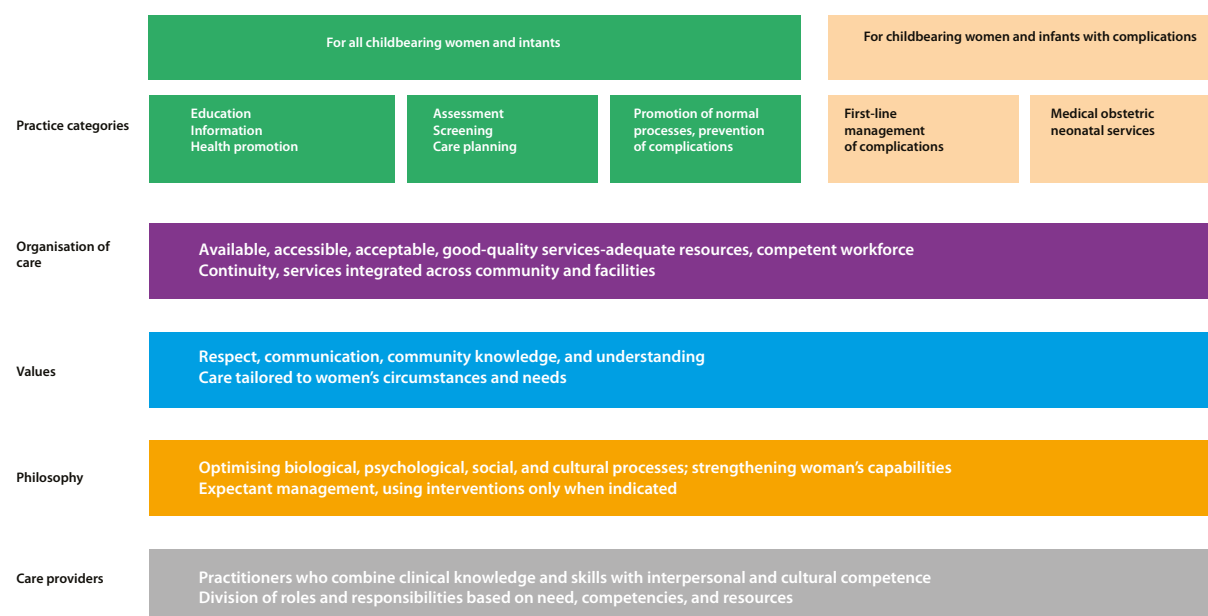 For all childbearing women and intants
For childbearing women and infants with complications
Practice categories
Education
Information
Health promotion
Assessment
Screening
Care planning
Promotion of normal
processes, prevention
of complications
First-line
management
of complications
Medical obstetric
neonatal services
Organisation of
care
Available, accessible, acceptable, good-quality services-adequate resources, competent workforce
Continuity, services integrated across community and facilities
Values
Respect, communication, community knowledge, and understanding
Care tailored to women's circumstances and needs
Philosophy
Optimising biological, psychological, social, and cultural processes; strengthening woman's capabilities
Expectant management, using interventions only when indicated
Care providers
Practitioners who combine clinical knowledge and skills with interpersonal and cultural competence
Division of roles and responsibilities based on need, competencies, and resources